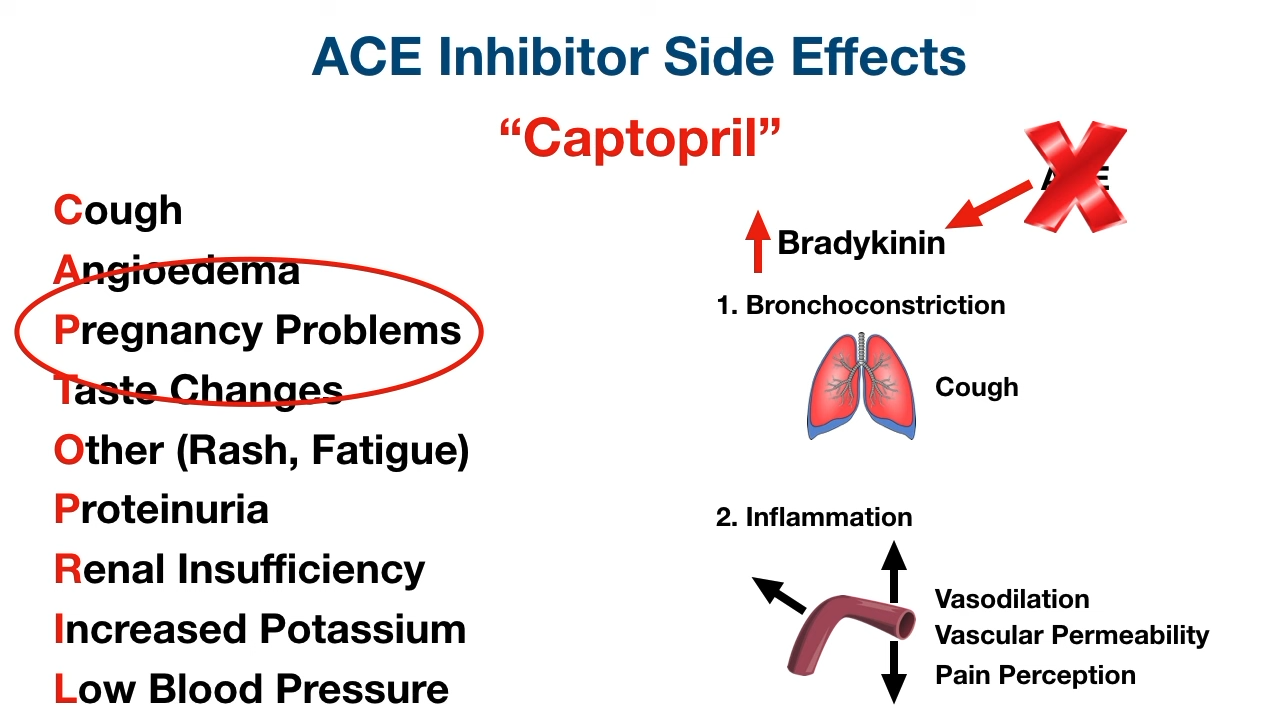 ACE Inhibitor Side Effects
“Captopril”
Cough
Angioedema
Pregnancy Problems
Taste Changes
Other (Rash, Fatigue)
Proteinuria
Renal Insufficiency
Increased Potassium
Low Blood Pressure
ACE
Bradykinin
1. Bronchoconstriction
Cough
2. Inflammation
Vasodilation
Vascular Permeability
Pain Perception